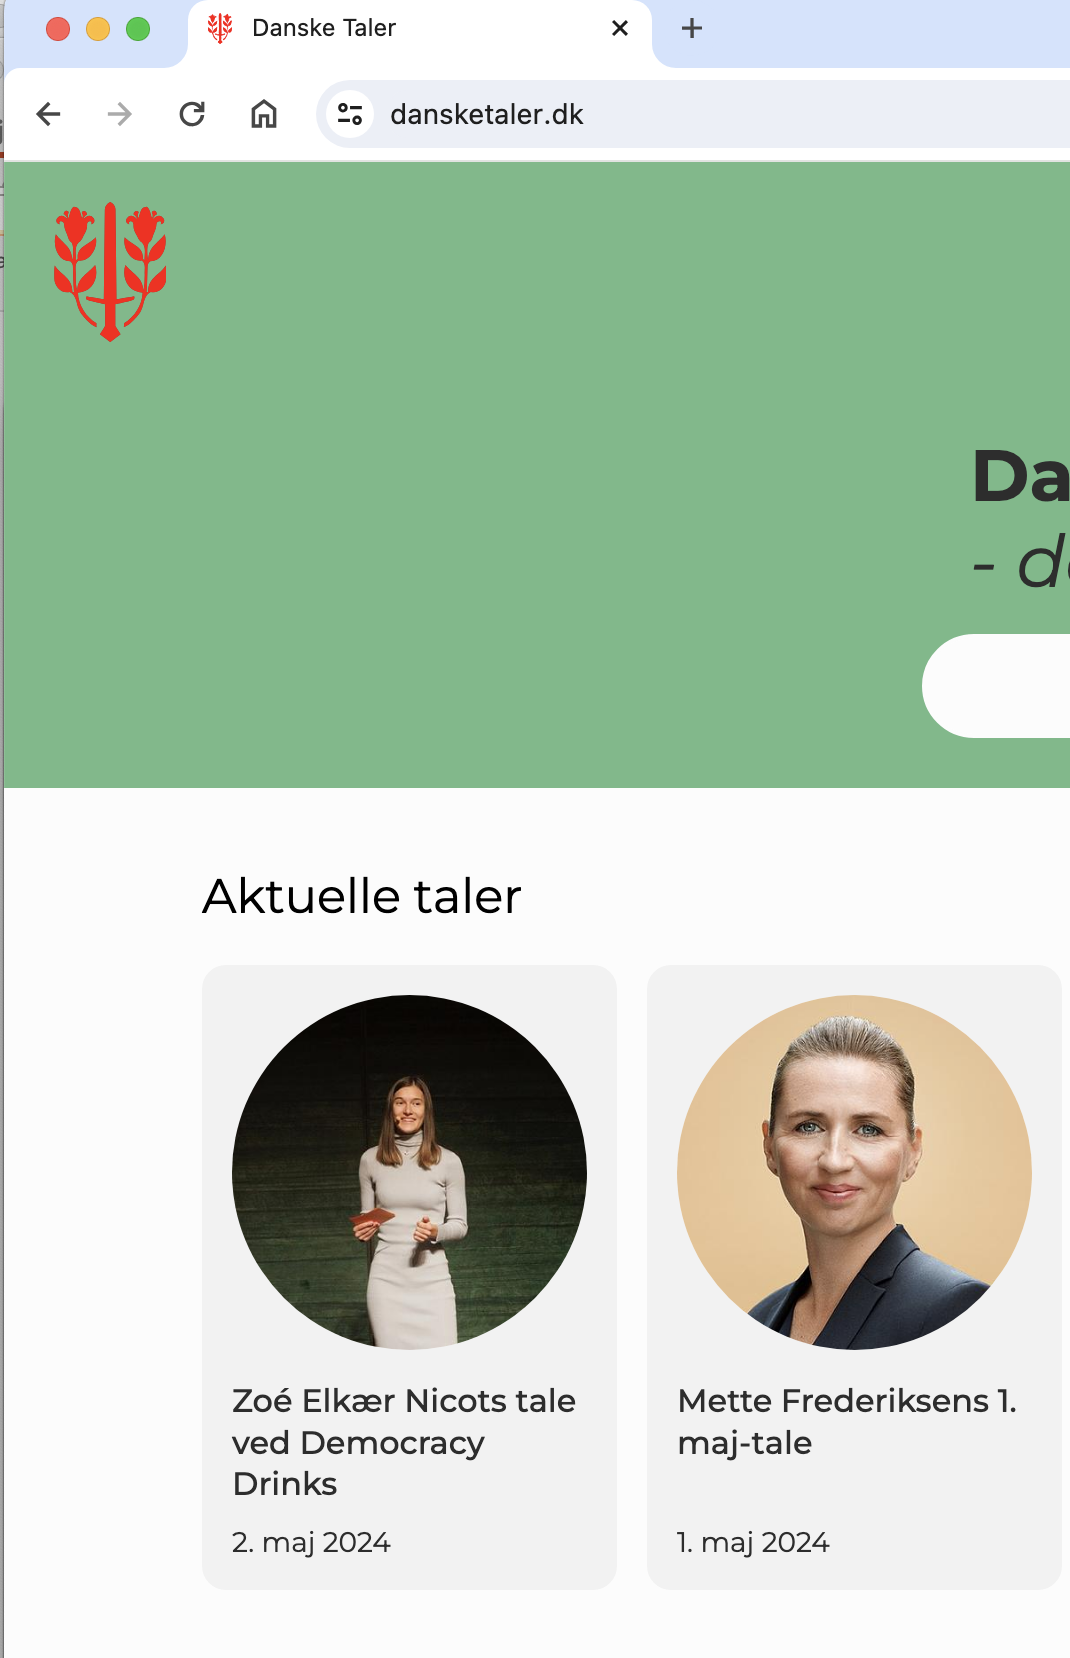 Danske Taler
dansketaler.dk
Da
- d
Aktuelle taler
Zoé Elkær Nicots tale
ved Democracy
Drinks
2. maj 2024
Mette Frederiksens 1.
maj-tale
1. maj 2024